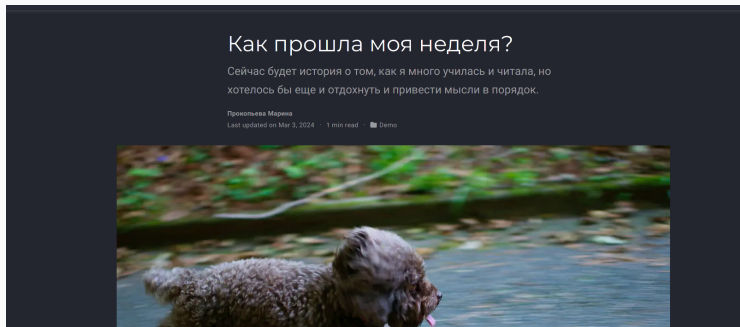 Как прошла моя неделя?
Сейчас будет история о том, как я много училась и читала, но
хотелось бы еще и отдохнуть и привести мысли в порядок.
Прокопьева Марина
Last updated on Mar 3, 2024 · 1 min read · Demo